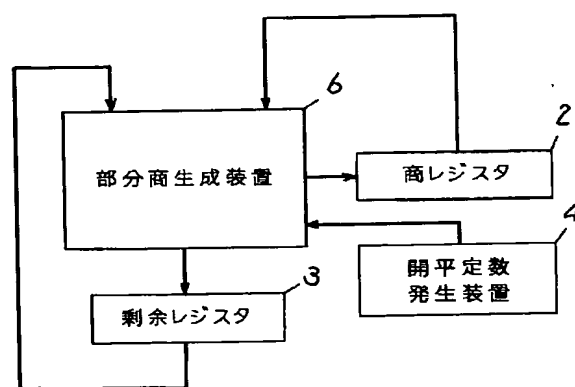 6
2
部分商生成装置
商レジスタ
4
開平定数
発生装置
3
剰余レジスタ